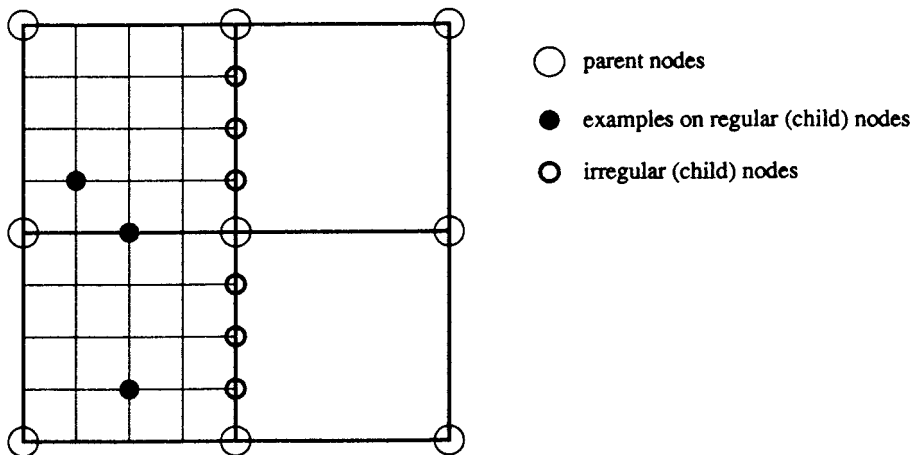 parent nodes
examples on regular (child) nodes
irregular (child) nodes